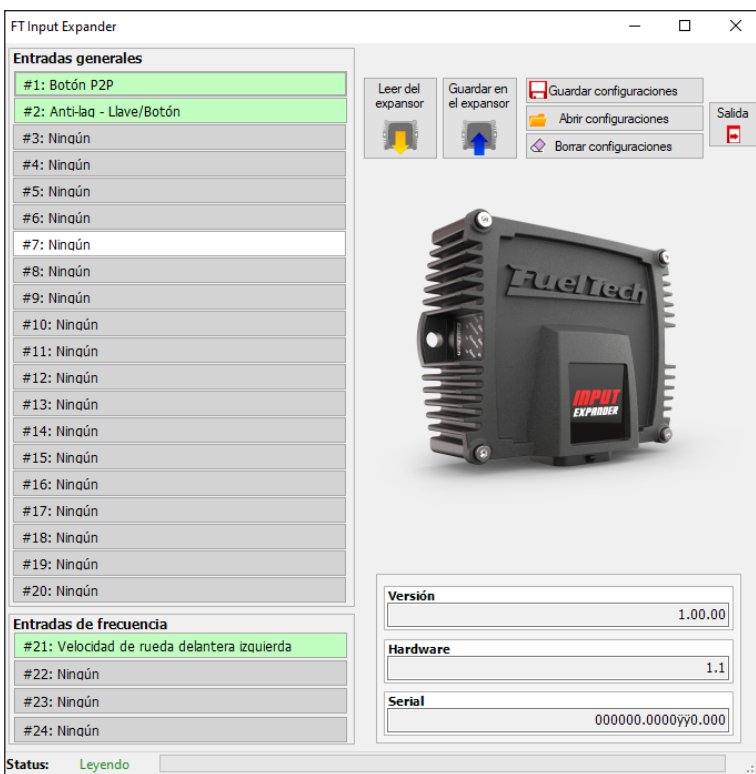 FT Input Expander
Entradas generales
#1: Botón P2P
#2: Anti-lag - Llave/Botón
#3: Ningún
#4: Ningún
#5: Ningún
#6: Ningún
#7: Ningún
#8: Ningún
#9: Ningún
#10: Ningún
#11: Ningún
#12: Ningún
#13: Ningún
#14: Ningún
#15: Ningún
#16: Ningún
#17: Ningún
#18: Ningún
#19: Ningún
#20: Ningún
Entradas de frecuencia
#21: Velocidad de rueda delantera izquierda
#22: Ningún
#23: Ningún
#24: Ningún
Leer del
expansor
Guardar en
el expansor
Guardar configuraciones
Abrir configuraciones
Borrar configuraciones
Salida
FuelTech
INPUT
EXPANDER
Versión
1.00.00
Hardware
1.1
Serial
000000.0000ÿÿ0.000
Status: Leyendo